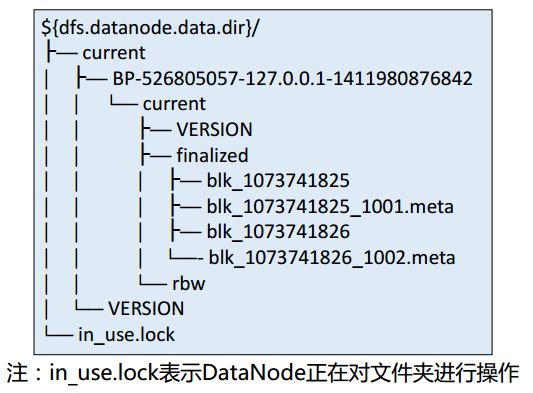 ${dfs.datanode.data.dir}/
├── current
│ ├── BP-526805057-127.0.0.1-1411980876842
│ │ └── current
│ │ ├── VERSION
│ │ ├── finalized
│ │ │ ├── blk_1073741825
│ │ │ ├── blk_1073741825_1001.meta
│ │ │ ├── blk_1073741826
│ │ │ └──- blk_1073741826_1002.meta
│ │ └── rbw
│ └── VERSION
└── in_use.lock
注：in_use.lock表示DataNode正在对文件夹进行操作